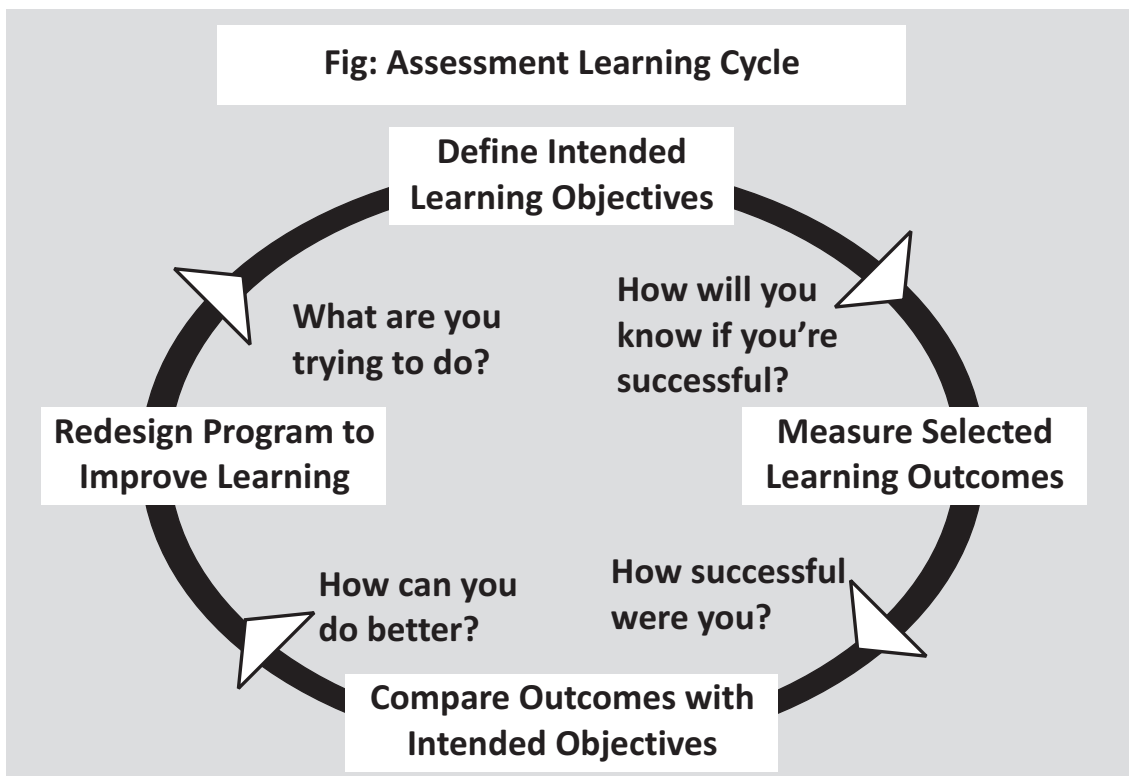 Fig: Assessment Learning Cycle
Define Intended
Learning Objectives
What are you
trying to do?
How will you
know if you’re
successful?
Redesign Program to
Improve Learning
Measure Selected
Learning Outcomes
How can you
do better?
How successful
were you?
Compare Outcomes with
Intended Objectives